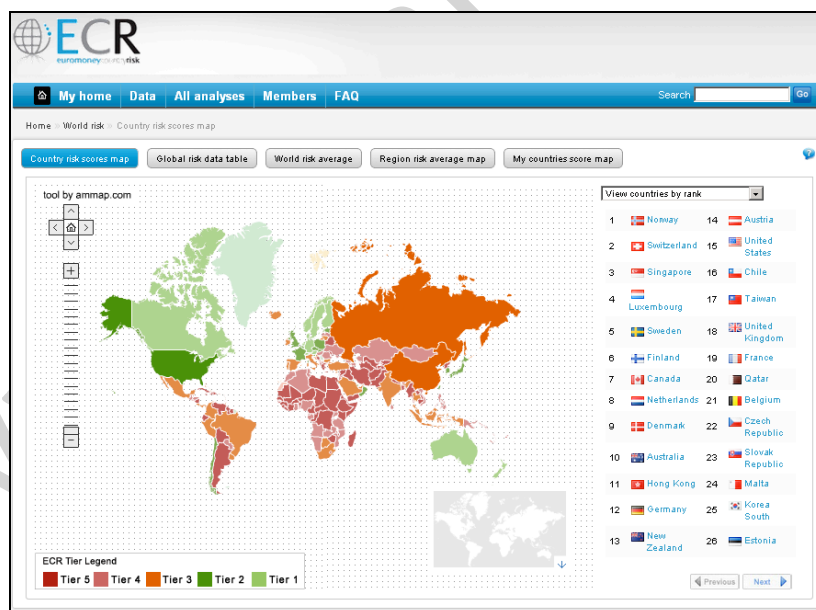 ECR
euromoneycountryrisk
My home Data All analyses Members FAQ Search Go
Home » World risk » Country risk scores map
Country risk scores map Global risk data table World risk average Region risk average map My countries score map
tool by ammap.com
View countries by rank
1 Norway 14 Austria
2 Switzerland 15 United States
3 Singapore 16 Chile
4 Luxembourg 17 Taiwan
5 Sweden 18 United Kingdom
6 Finland 19 France
7 Canada 20 Qatar
8 Netherlands 21 Belgium
9 Denmark 22 Czech Republic
10 Australia 23 Slovak Republic
11 Hong Kong 24 Malta
12 Germany 25 Korea South
13 New Zealand 26 Estonia
ECR Tier Legend
Tier 5 Tier 4 Tier 3 Tier 2 Tier 1
Previous Next